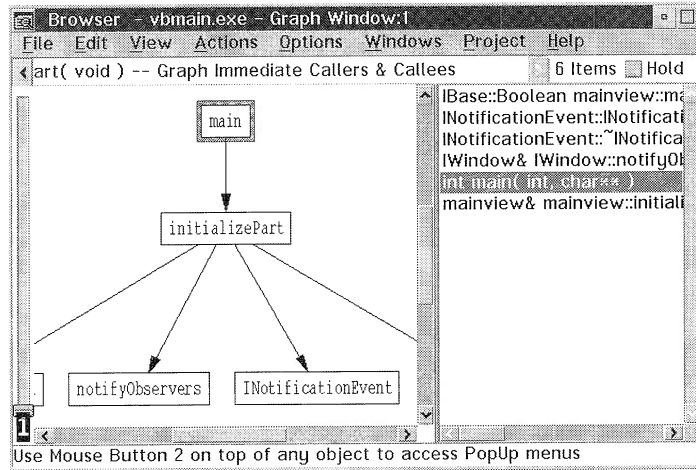 Browser - vbmain.exe - Graph Window:1
File Edit View Actions Options Windows Project Help
art( void ) -- Graph Immediate Callers & Callees
6 Items Hold
main
initializePart
notifyObservers
INotificationEvent
IBase::Boolean mainview::ma
INotificationEvent::INotificati
INotificationEvent::~INotifica
IWindow& IWindow::notifyOb
int main( int, char** )
mainview& mainview::initiali
1
Use Mouse Button 2 on top of any object to access PopUp menus